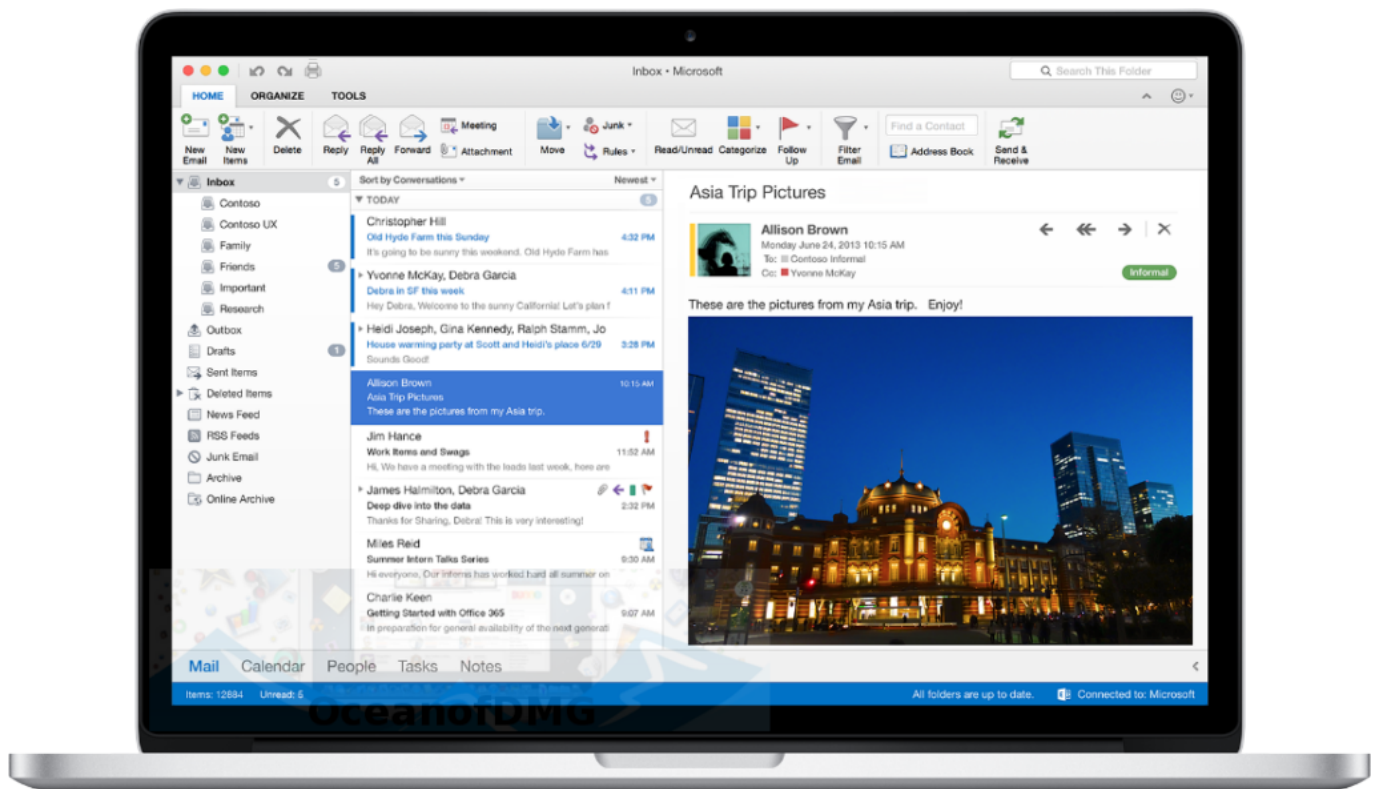 Inbox • Microsoft
Search This Folder
HOME ORGANIZE TOOLS
New Email
New Items
Delete
Reply
Reply All
Forward
Meeting
Attachment
Move
Junk
Rules
Read/Unread
Categorize
Follow Up
Filter Email
Find a Contact
Address Book
Send & Receive
Inbox 5
Contoso
Contoso UX
Family
Friends 5
Important
Research
Outbox
Drafts 1
Sent Items
Deleted Items
News Feed
RSS Feeds
Junk Email
Archive
Online Archive
Sort by Conversations Newest
TODAY 5
Christopher Hill
Old Hyde Farm this Sunday 4:32 PM
It's going to be sunny this weekend. Old Hyde Farm has
Yvonne McKay, Debra Garcia
Debra in SF this week 4:11 PM
Hey Debra, Welcome to the sunny California! Let's plan f
Heidi Joseph, Gina Kennedy, Ralph Stamm, Jo
House warming party at Scott and Heidi's place 6/29 3:28 PM
Sounds Good!
Allison Brown 10:15 AM
Asia Trip Pictures
These are the pictures from my Asia trip.
Jim Hance
Work Items and Swags 11:52 AM
Hi, We have a meeting with the leads last week, here are
James Halmilton, Debra Garcia
Deep dive into the data 2:32 PM
Thanks for Sharing, Debra! This is very interesting!
Miles Reid
Summer Intern Talks Series 9:30 AM
Hi everyone, Our interns has worked hard all summer on
Charlie Keen
Getting Started with Office 365 9:07 AM
In preparation for general availability of the next generati
Asia Trip Pictures
Allison Brown
Monday June 24, 2013 10:15 AM
To: Contoso Informal
Cc: Yvonne McKay
Informal
These are the pictures from my Asia trip. Enjoy!
Mail Calendar People Tasks Notes
Items: 12884 Unread: 5 All folders are up to date. Connected to: Microsoft
OceanofDMG